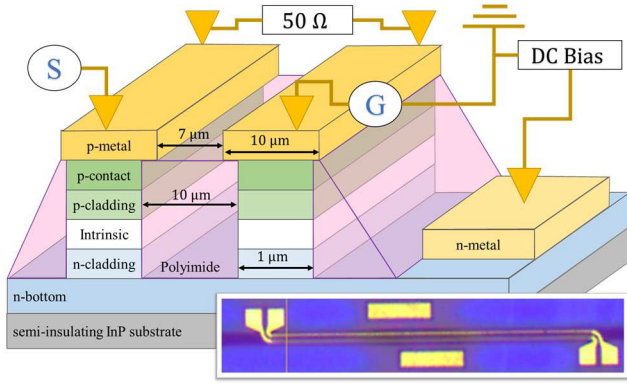 50 Ω
S
G
DC Bias
p-metal
7 µm
10 µm
p-contact
p-cladding
10 µm
Intrinsic
n-cladding
Polyimide
1 µm
n-metal
n-bottom
semi-insulating InP substrate